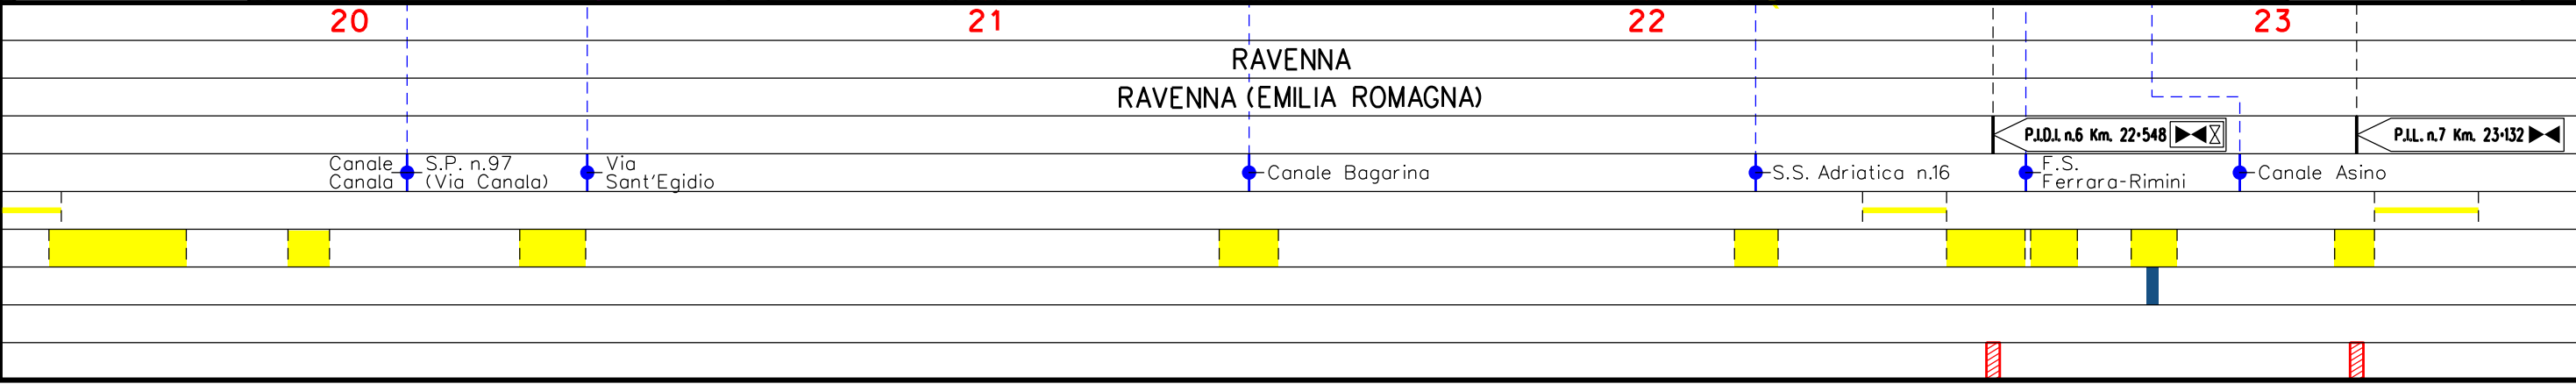 20 21 22 23
RAVENNA
RAVENNA (EMILIA ROMAGNA)
P.I.D.I. n.6 Km. 22+548
P.I.L. n.7 Km. 23+132
Canale
Canala
S.P. n.97
(Via Canala)
Via
Sant'Egidio
Canale Bagarina
S.S. Adriatica n.16
F.S.
Ferrara-Rimini
Canale Asino